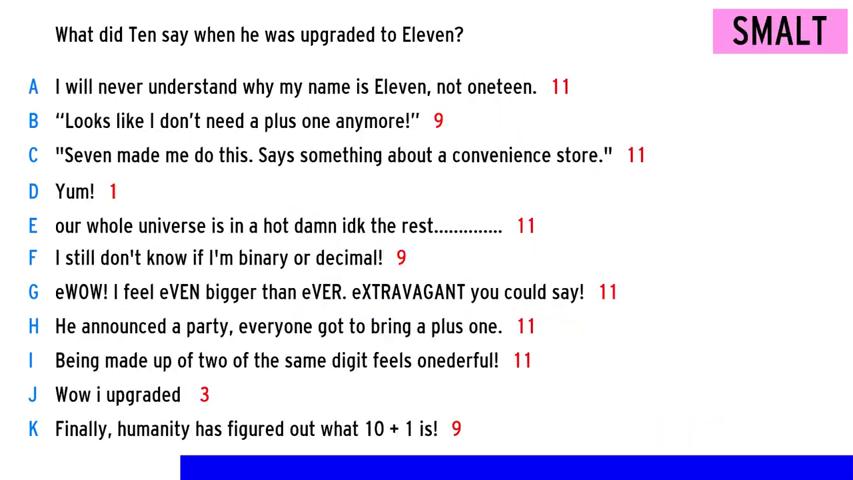 What did Ten say when he was upgraded to Eleven?
SMALT
A I will never understand why my name is Eleven, not oneteen. 11
B “Looks like I don’t need a plus one anymore!” 9
C "Seven made me do this. Says something about a convenience store." 11
D Yum! 1
E our whole universe is in a hot damn idk the rest.............. 11
F I still don't know if I'm binary or decimal! 9
G eWOW! I feel eVEN bigger than eVER. eXTRAVAGANT you could say! 11
H He announced a party, everyone got to bring a plus one. 11
I Being made up of two of the same digit feels onederful! 11
J Wow i upgraded 3
K Finally, humanity has figured out what 10 + 1 is! 9